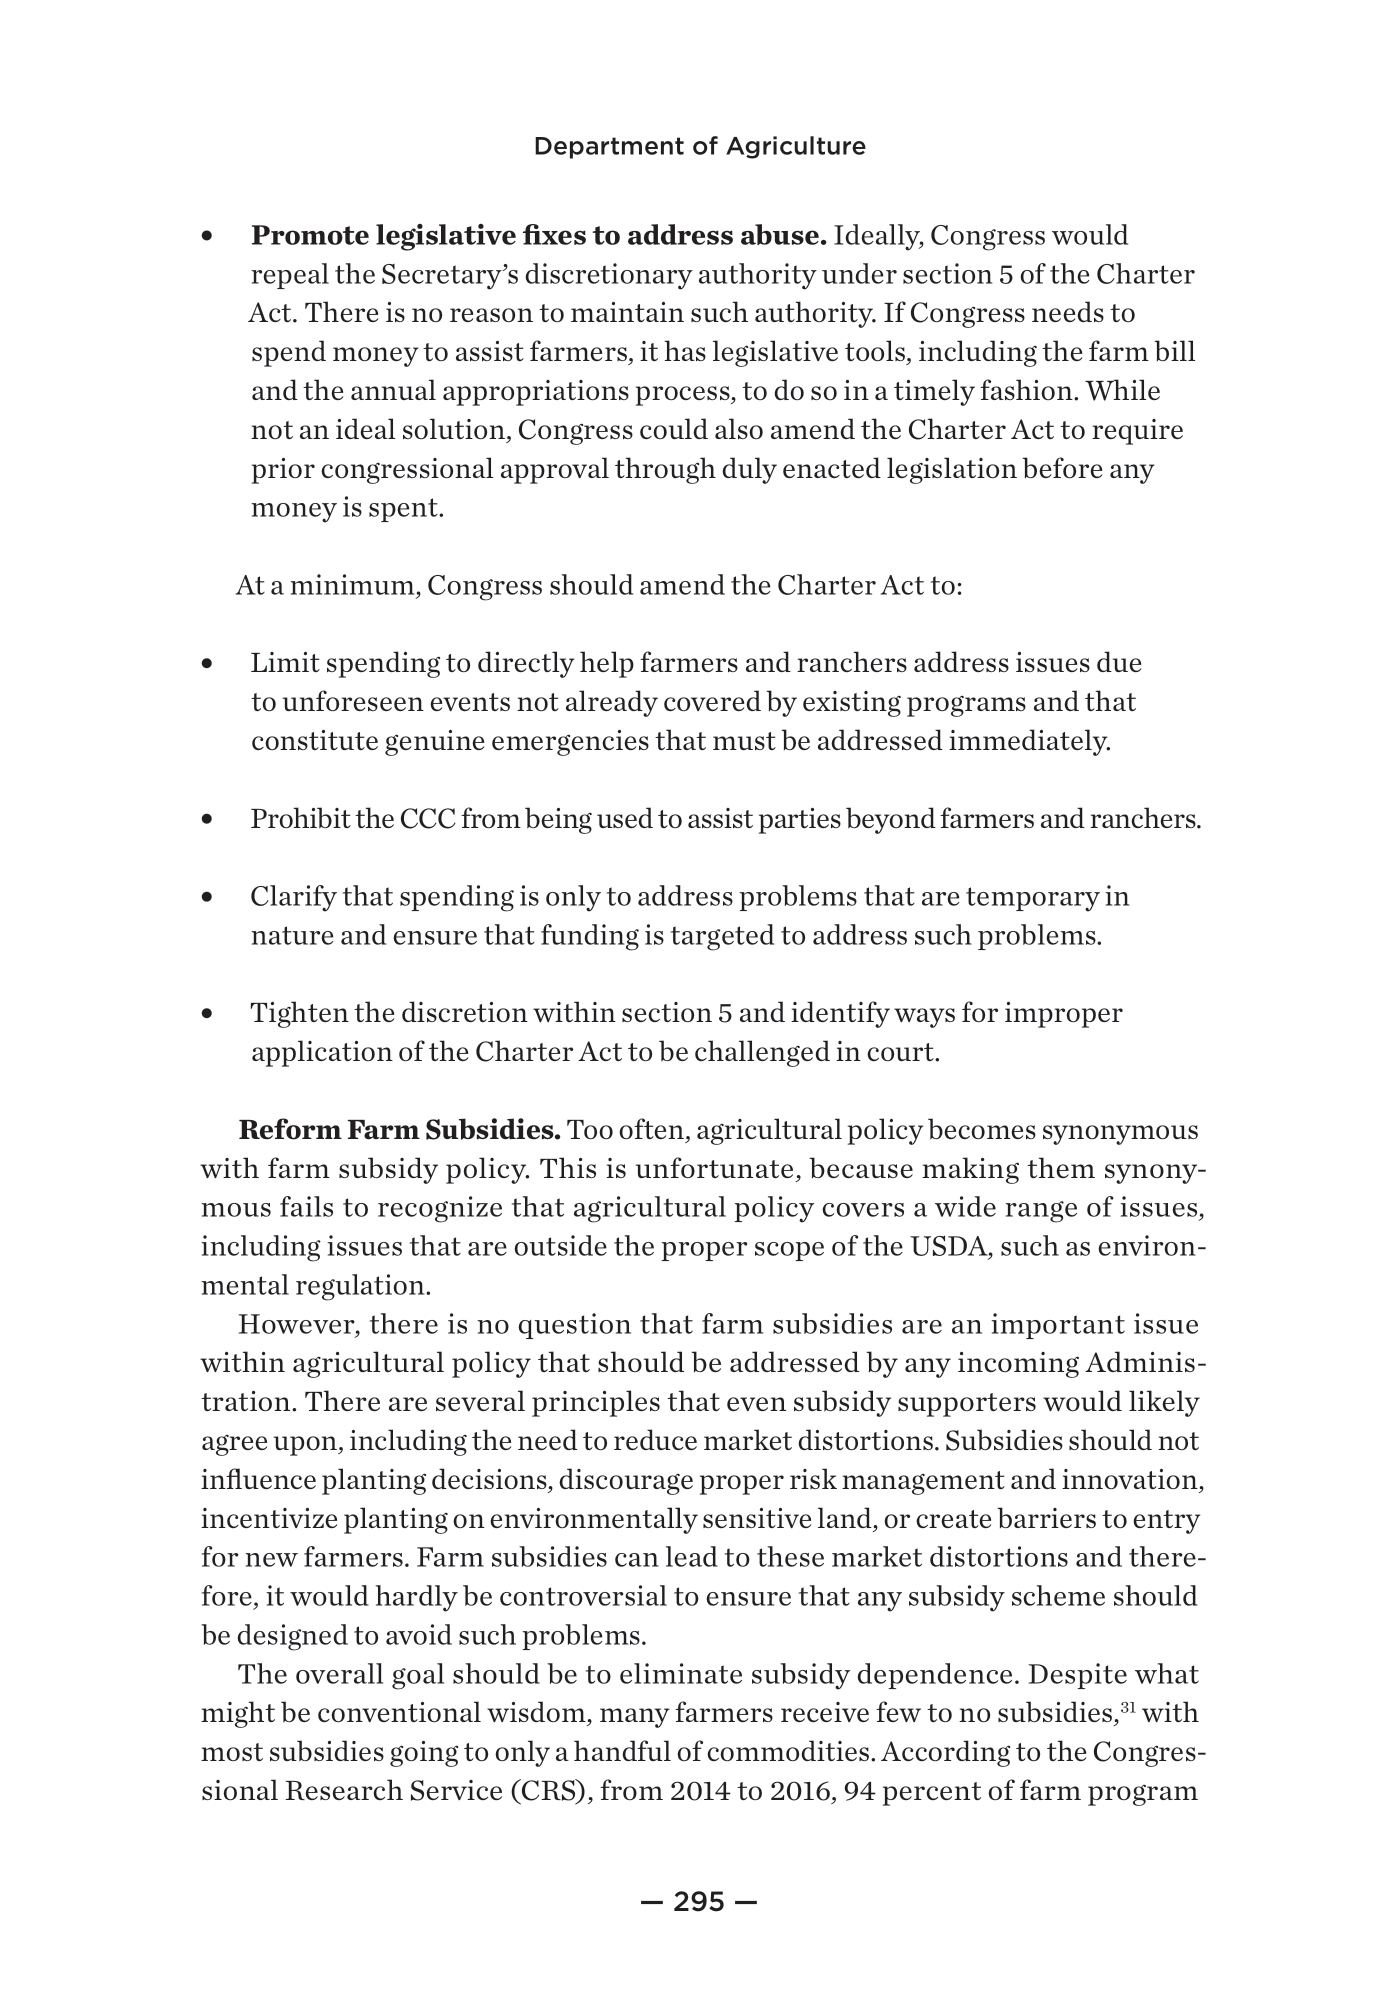 Department of Agriculture
• Promote legislative fixes to address abuse. Ideally, Congress would
repeal the Secretary’s discretionary authority under section 5 of the Charter
Act. There is no reason to maintain such authority. If Congress needs to
spend money to assist farmers, it has legislative tools, including the farm bill
and the annual appropriations process, to do so in a timely fashion. While
not an ideal solution, Congress could also amend the Charter Act to require
prior congressional approval through duly enacted legislation before any
money is spent.
At a minimum, Congress should amend the Charter Act to:
• Limit spending to directly help farmers and ranchers address issues due
to unforeseen events not already covered by existing programs and that
constitute genuine emergencies that must be addressed immediately.
• Prohibit the CCC from being used to assist parties beyond farmers and ranchers.
• Clarify that spending is only to address problems that are temporary in
nature and ensure that funding is targeted to address such problems.
• Tighten the discretion within section 5 and identify ways for improper
application of the Charter Act to be challenged in court.
Reform Farm Subsidies. Too often, agricultural policy becomes synonymous
with farm subsidy policy. This is unfortunate, because making them synony-
mous fails to recognize that agricultural policy covers a wide range of issues,
including issues that are outside the proper scope of the USDA, such as environ-
mental regulation.
However, there is no question that farm subsidies are an important issue
within agricultural policy that should be addressed by any incoming Adminis-
tration. There are several principles that even subsidy supporters would likely
agree upon, including the need to reduce market distortions. Subsidies should not
influence planting decisions, discourage proper risk management and innovation,
incentivize planting on environmentally sensitive land, or create barriers to entry
for new farmers. Farm subsidies can lead to these market distortions and there-
fore, it would hardly be controversial to ensure that any subsidy scheme should
be designed to avoid such problems.
The overall goal should be to eliminate subsidy dependence. Despite what
might be conventional wisdom, many farmers receive few to no subsidies,31 with
most subsidies going to only a handful of commodities. According to the Congres-
sional Research Service (CRS), from 2014 to 2016, 94 percent of farm program
— 295 —